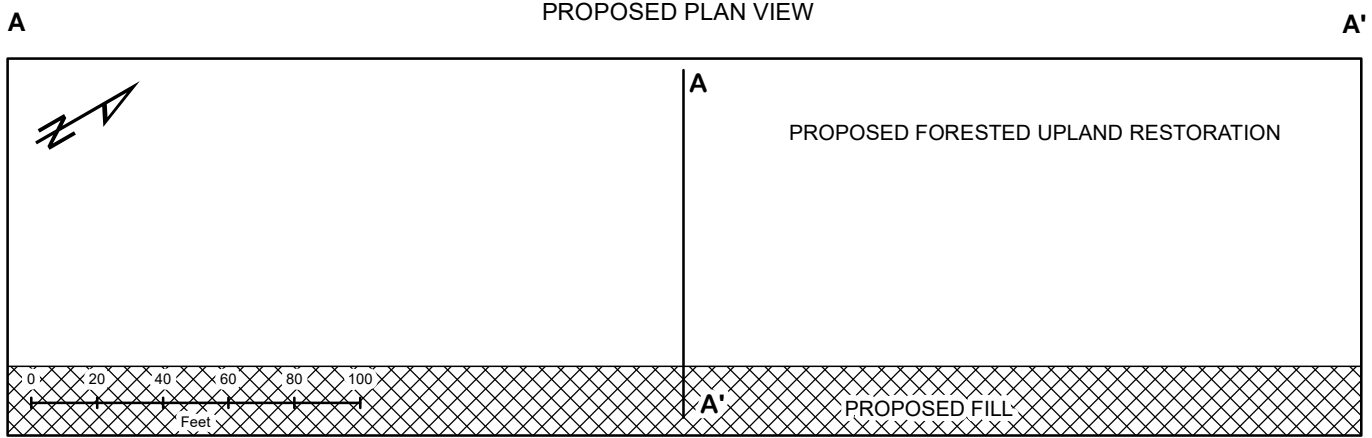 PROPOSED PLAN VIEW
A
A'
N
A
PROPOSED FORESTED UPLAND RESTORATION
0 20 40 60 80 100
Feet
A'
PROPOSED FILL